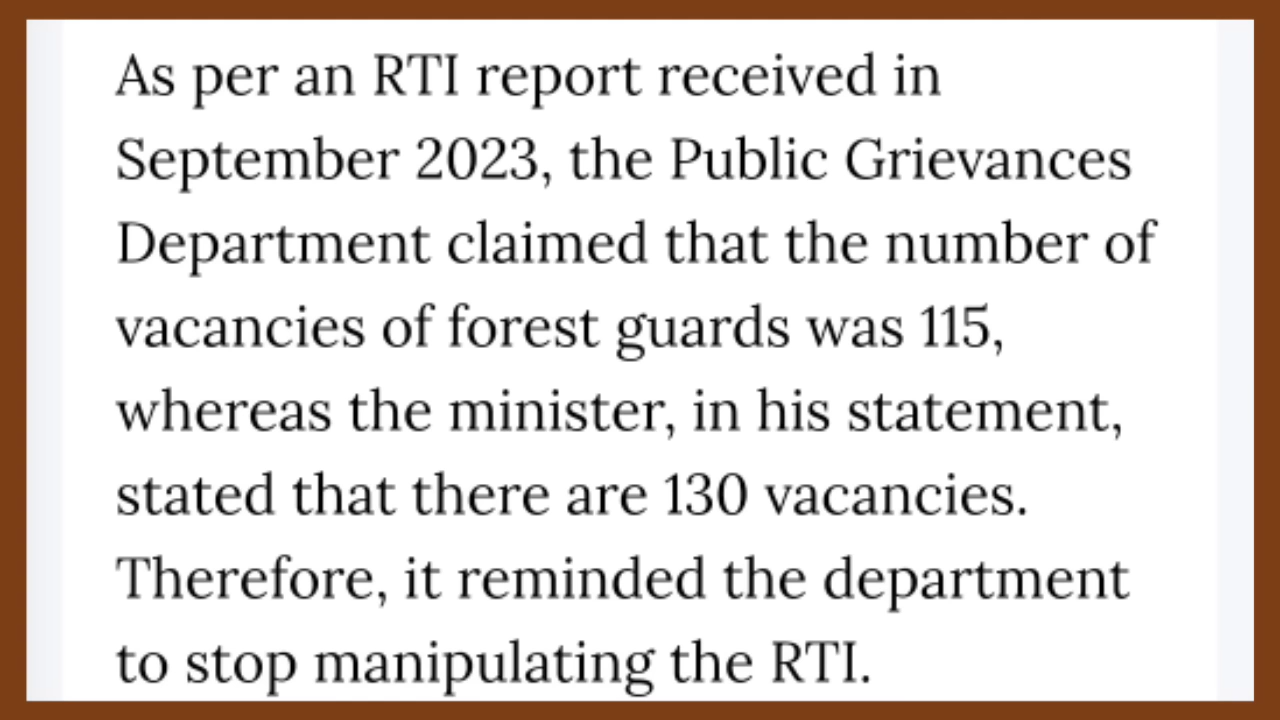 As per an RTI report received in
September 2023, the Public Grievances
Department claimed that the number of
vacancies of forest guards was 115,
whereas the minister, in his statement,
stated that there are 130 vacancies.
Therefore, it reminded the department
to stop manipulating the RTI.